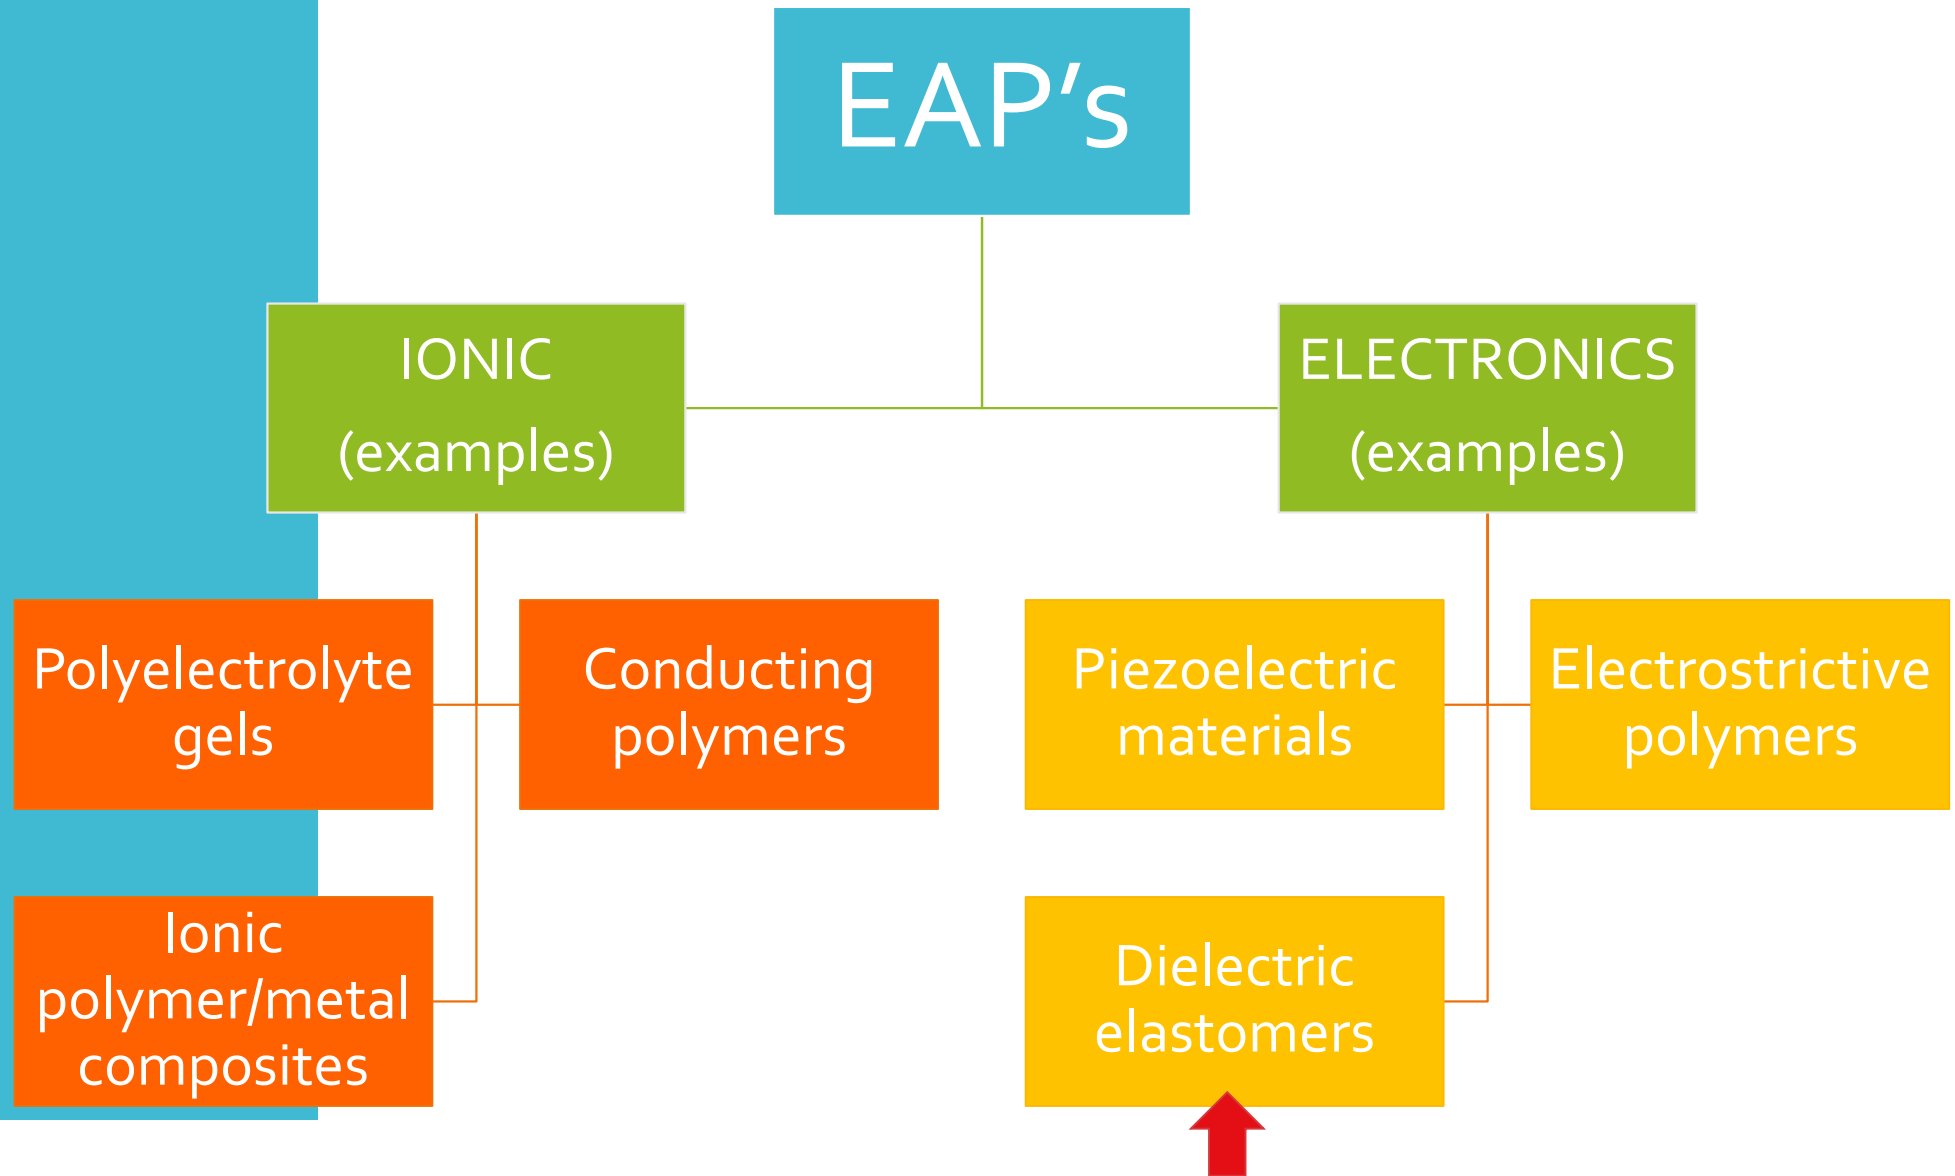 EAP’s
IONIC
(examples)
ELECTRONICS
(examples)
Polyelectrolyte
gels
Conducting
polymers
Piezoelectric
materials
Electrostrictive
polymers
Ionic
polymer/metal
composites
Dielectric
elastomers